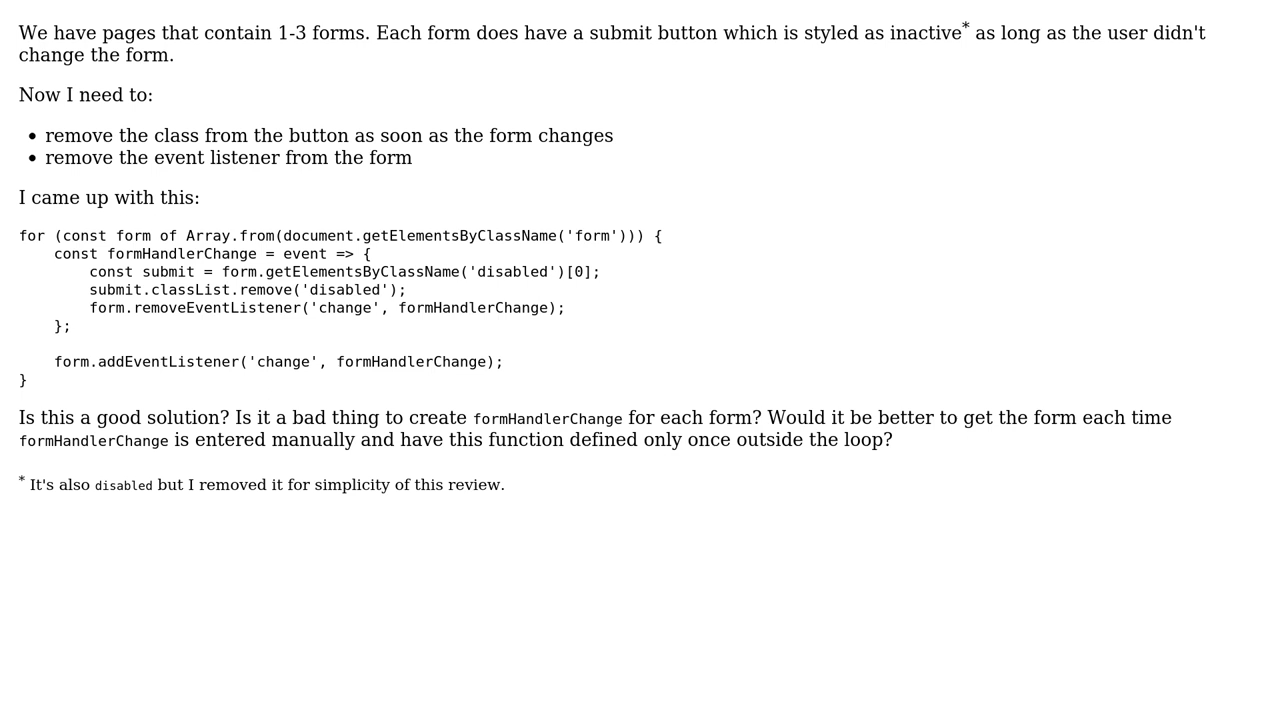 We have pages that contain 1-3 forms. Each form does have a submit button which is styled as inactive* as long as the user didn't
change the form.
Now I need to:
• remove the class from the button as soon as the form changes
• remove the event listener from the form
I came up with this:
for (const form of Array.from(document.getElementsByClassName('form'))) {
    const formHandlerChange = event => {
        const submit = form.getElementsByClassName('disabled')[0];
        submit.classList.remove('disabled');
        form.removeEventListener('change', formHandlerChange);
    };
    form.addEventListener('change', formHandlerChange);
}
Is this a good solution? Is it a bad thing to create formHandlerChange for each form? Would it be better to get the form each time
formHandlerChange is entered manually and have this function defined only once outside the loop?
* It's also disabled but I removed it for simplicity of this review.